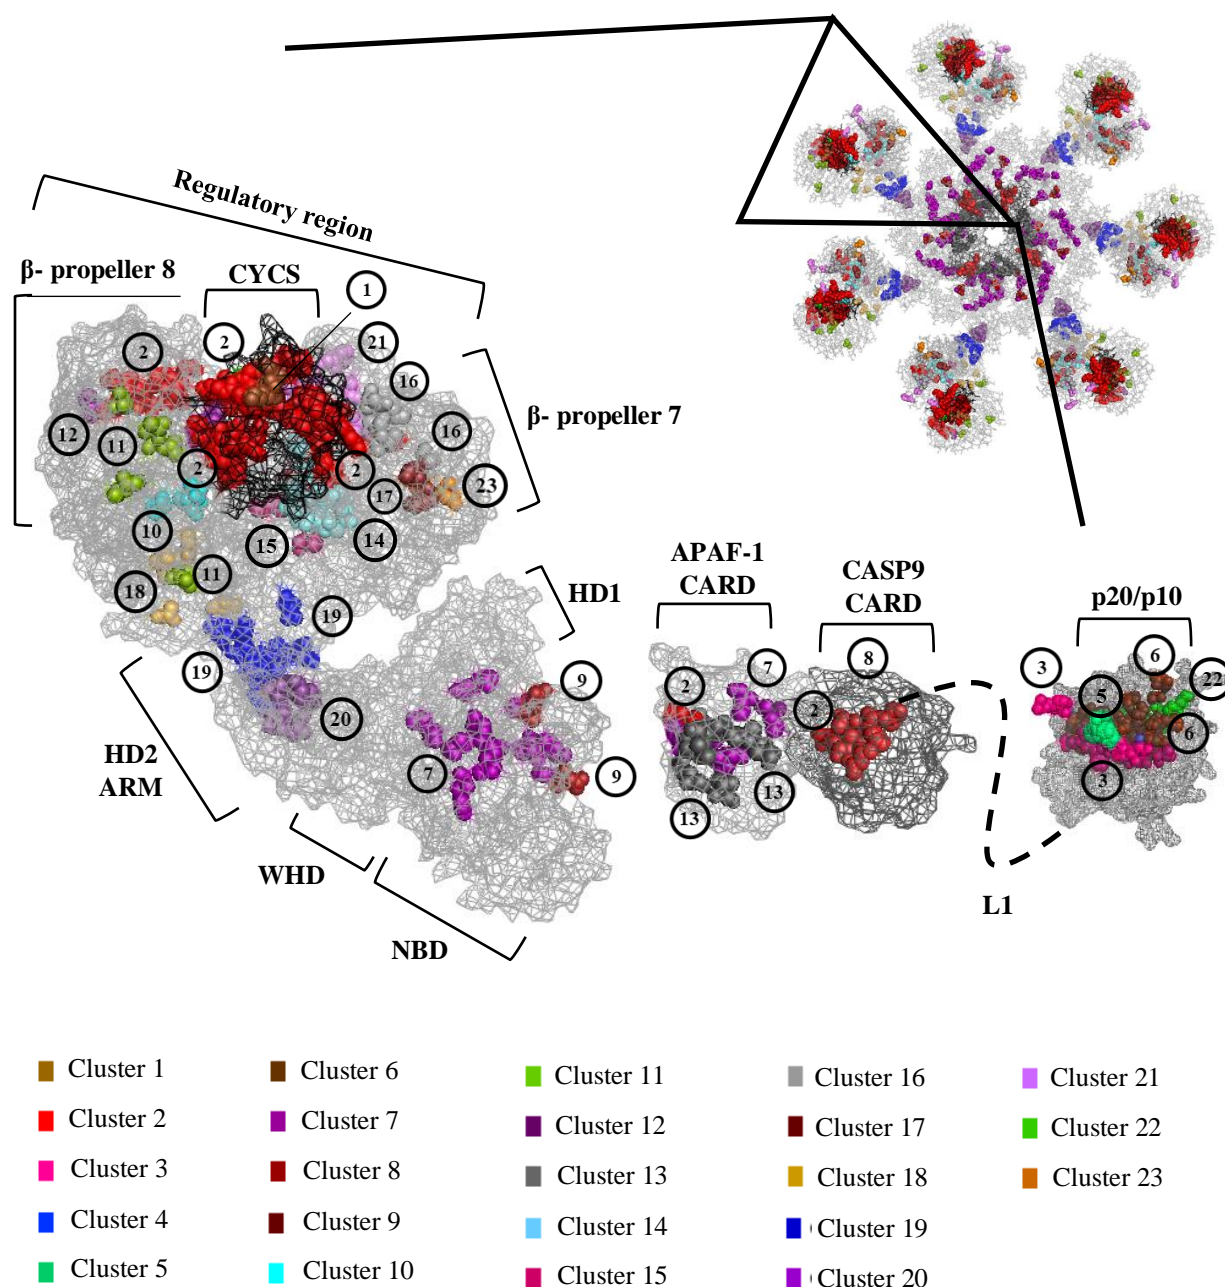 Regulatory region
β- propeller 8
CYCS
1
2
2
21
16
12
11
16
β- propeller 7
2
2
17
23
10
15
14
18
11
19
HD1
19
20
HD2
ARM
7
9
9
WHD
NBD
APAF-1
CARD
CASP9
CARD
p20/p10
2
7
8
2
13
13
3
5
6
22
6
3
L1
Cluster 1
Cluster 2
Cluster 3
Cluster 4
Cluster 5
Cluster 6
Cluster 7
Cluster 8
Cluster 9
Cluster 10
Cluster 11
Cluster 12
Cluster 13
Cluster 14
Cluster 15
Cluster 16
Cluster 17
Cluster 18
Cluster 19
Cluster 20
Cluster 21
Cluster 22
Cluster 23